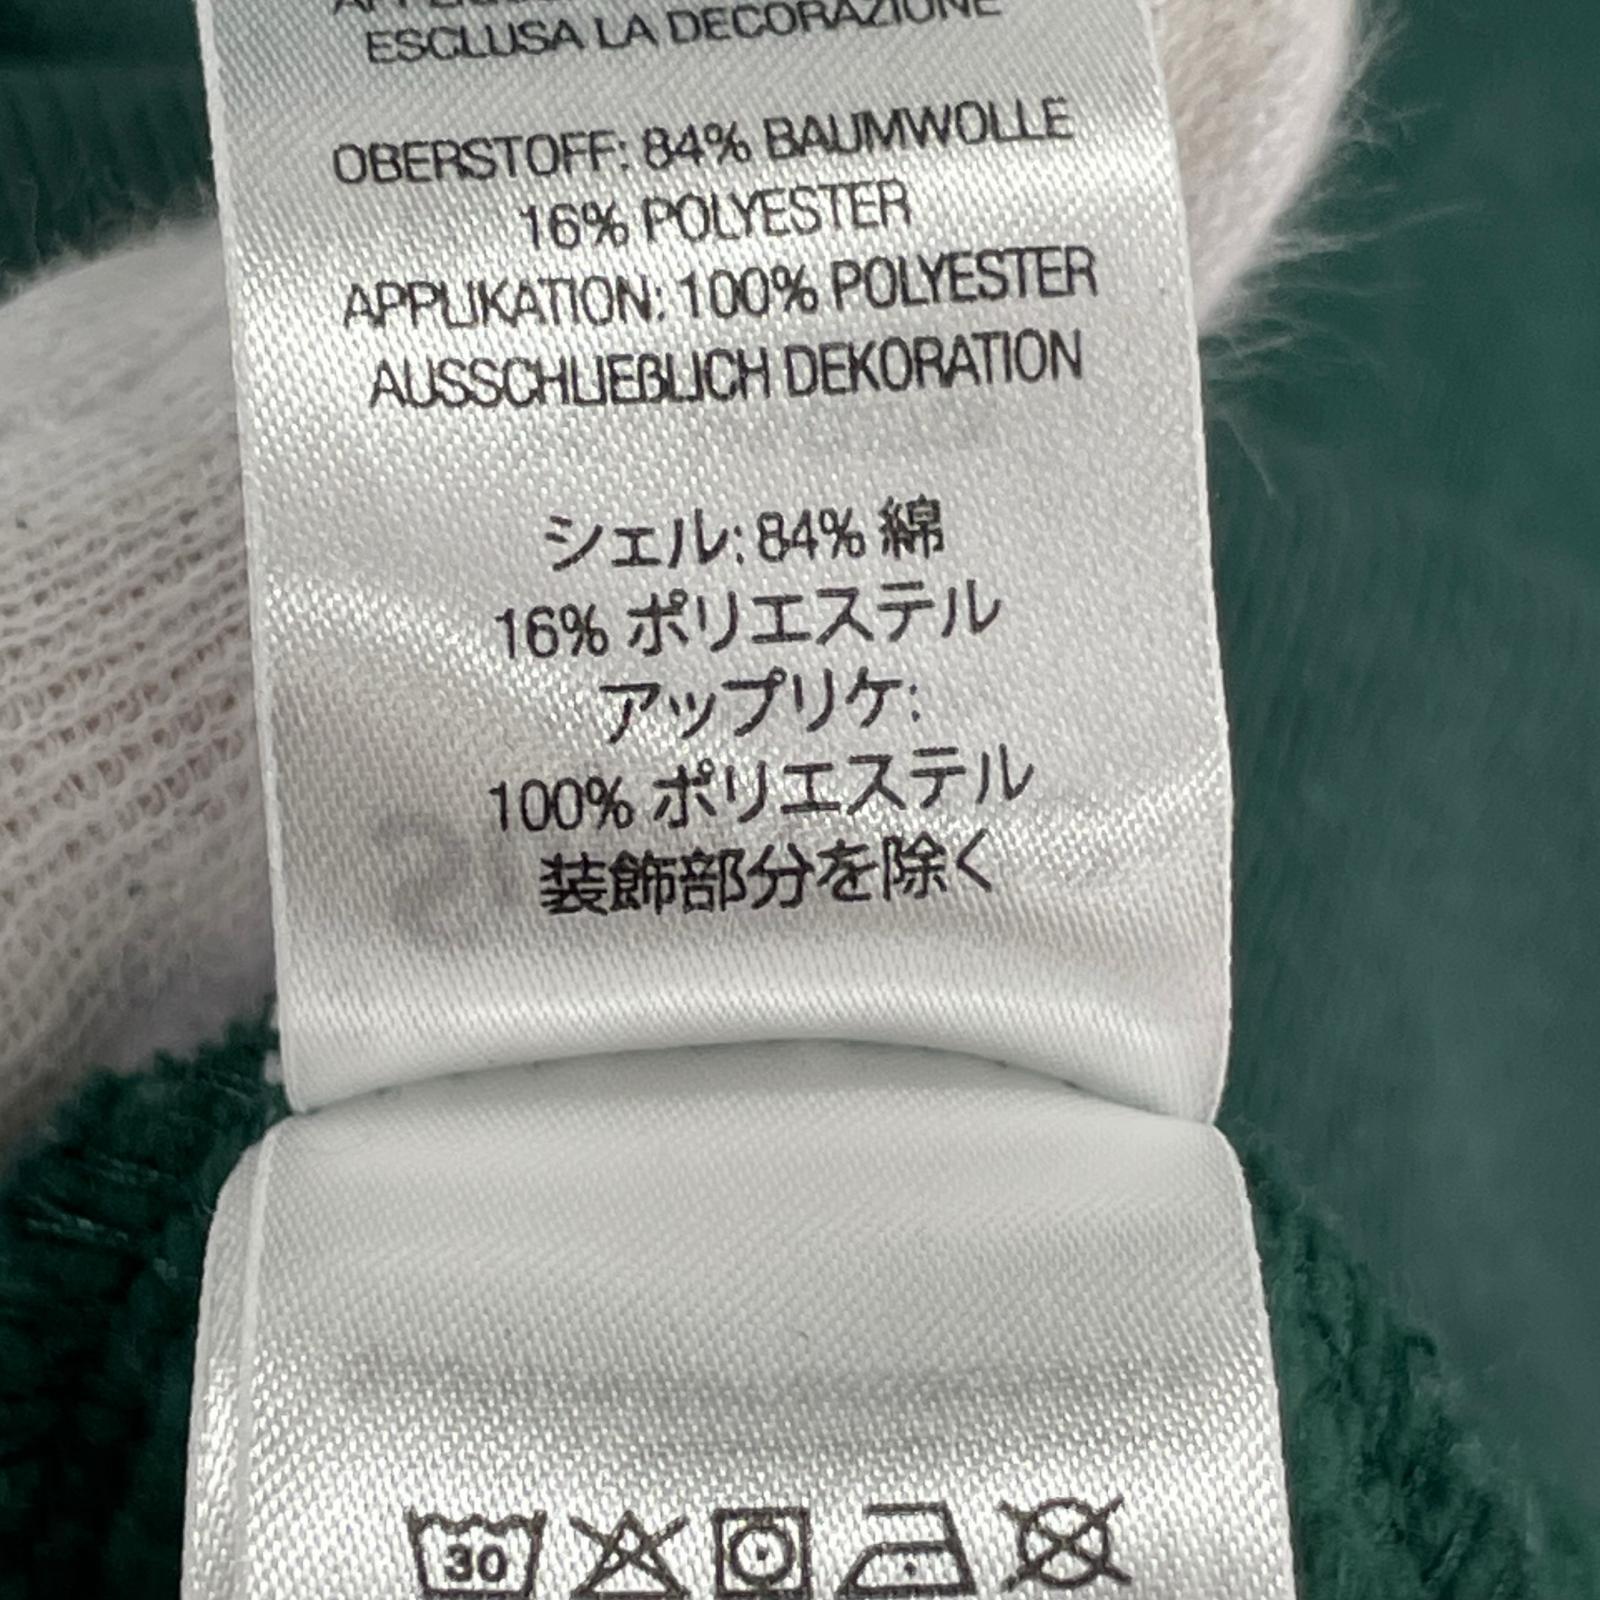 ESCLUSA LA DECORAZIONE
OBERSTOFF: 84% BAUMWOLLE
16% POLYESTER
APPLIKATION: 100% POLYESTER
AUSSCHLIEßLICH DEKORATION
シェル: 84% 綿
16% ポリエステル
アップリケ:
100% ポリエステル
装飾部分を除く
30